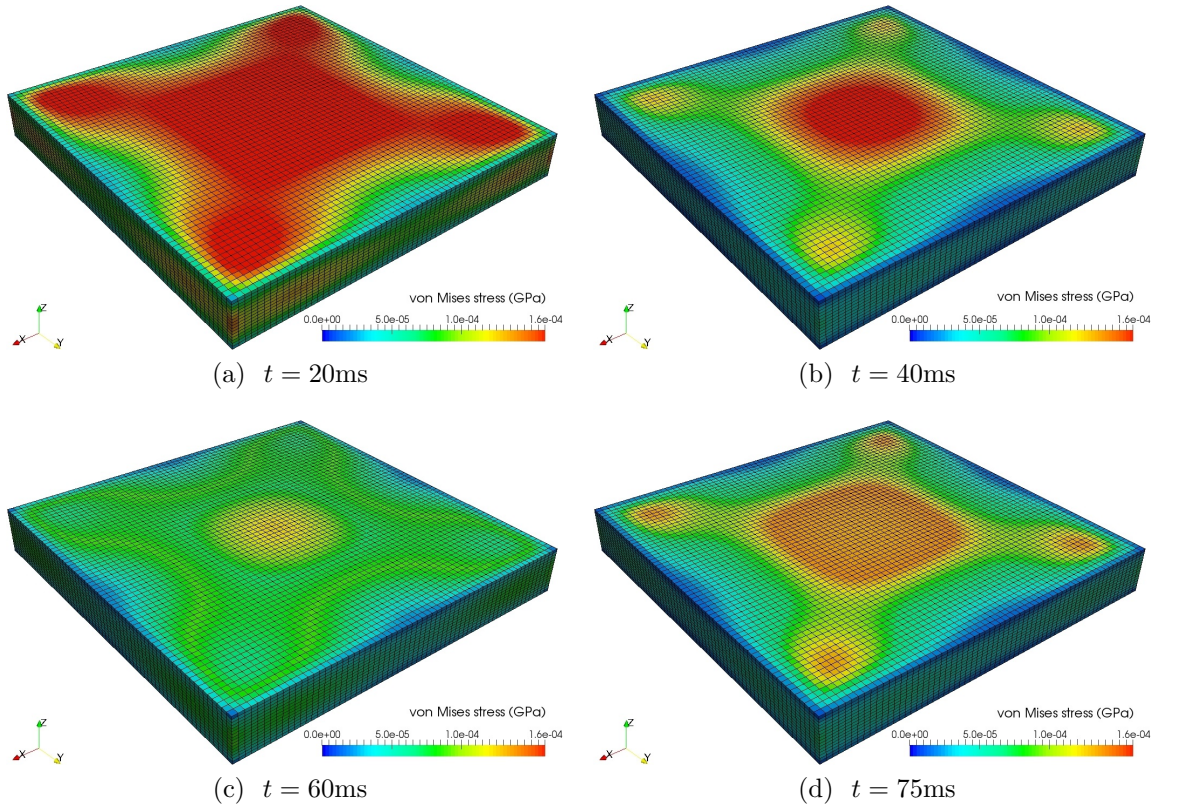 von Mises stress (GPa)
0.0e+00 5.0e-05 1.0e-04 1.6e-04
Z
X
Y
(a) t = 20ms
von Mises stress (GPa)
0.0e+00 5.0e-05 1.0e-04 1.6e-04
Z
X
Y
(b) t = 40ms
von Mises stress (GPa)
0.0e+00 5.0e-05 1.0e-04 1.6e-04
Z
X
Y
(c) t = 60ms
von Mises stress (GPa)
0.0e+00 5.0e-05 1.0e-04 1.6e-04
Z
X
Y
(d) t = 75ms